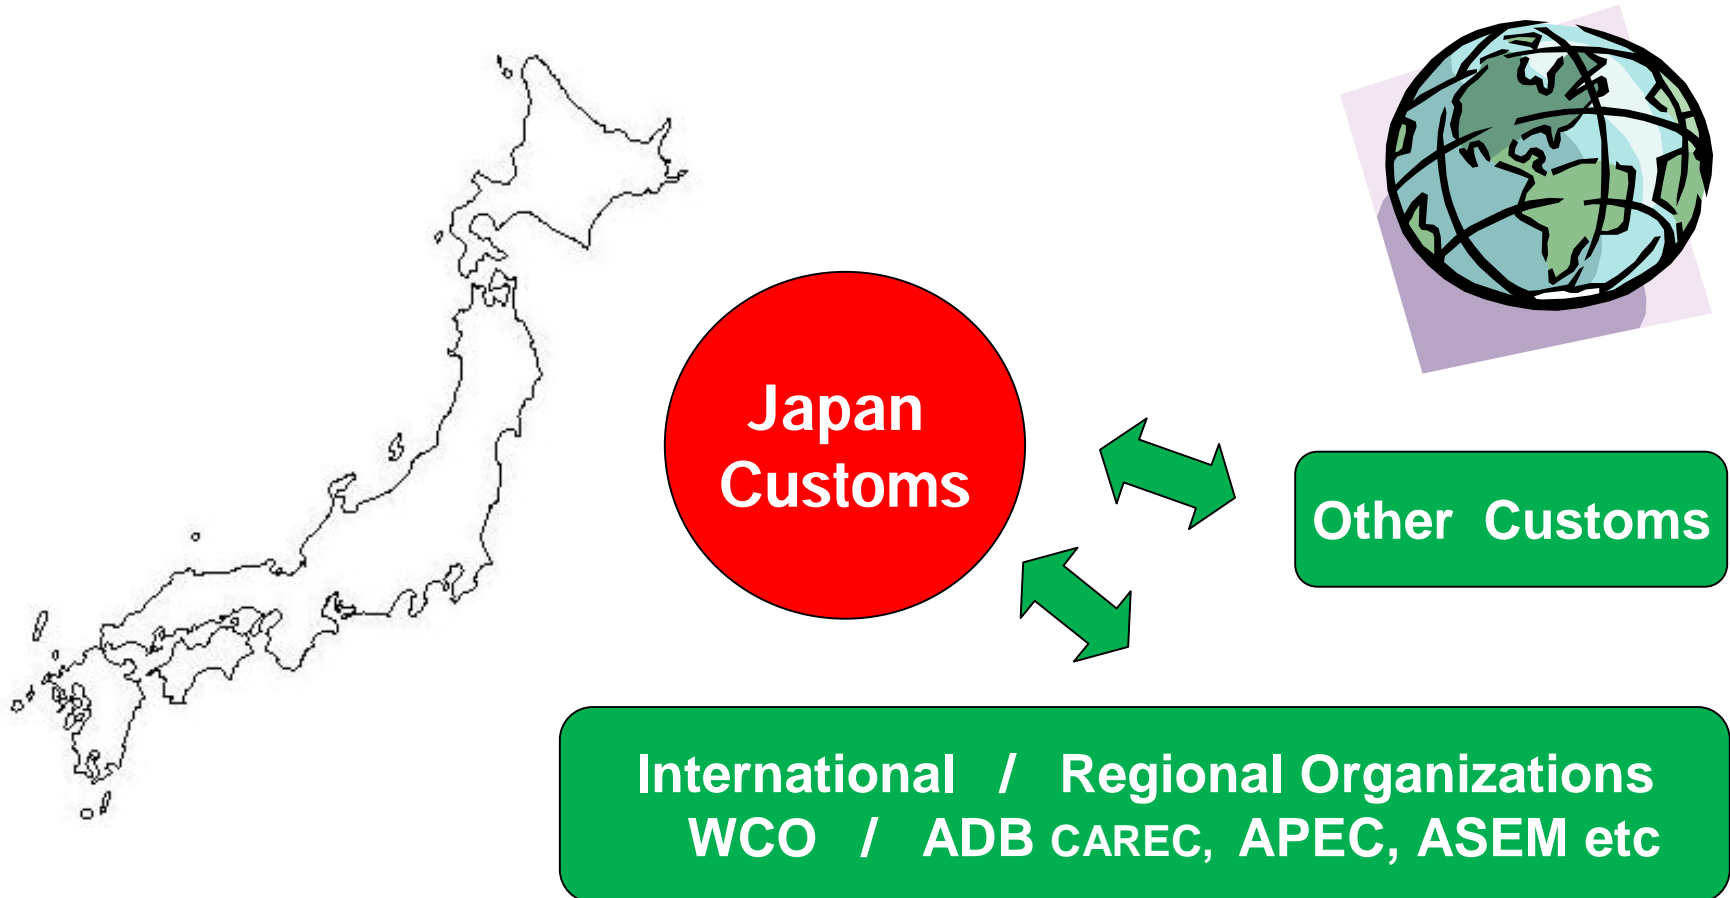 Japan
Customs
Other Customs
International / Regional Organizations
WCO / ADB CAREC, APEC, ASEM etc